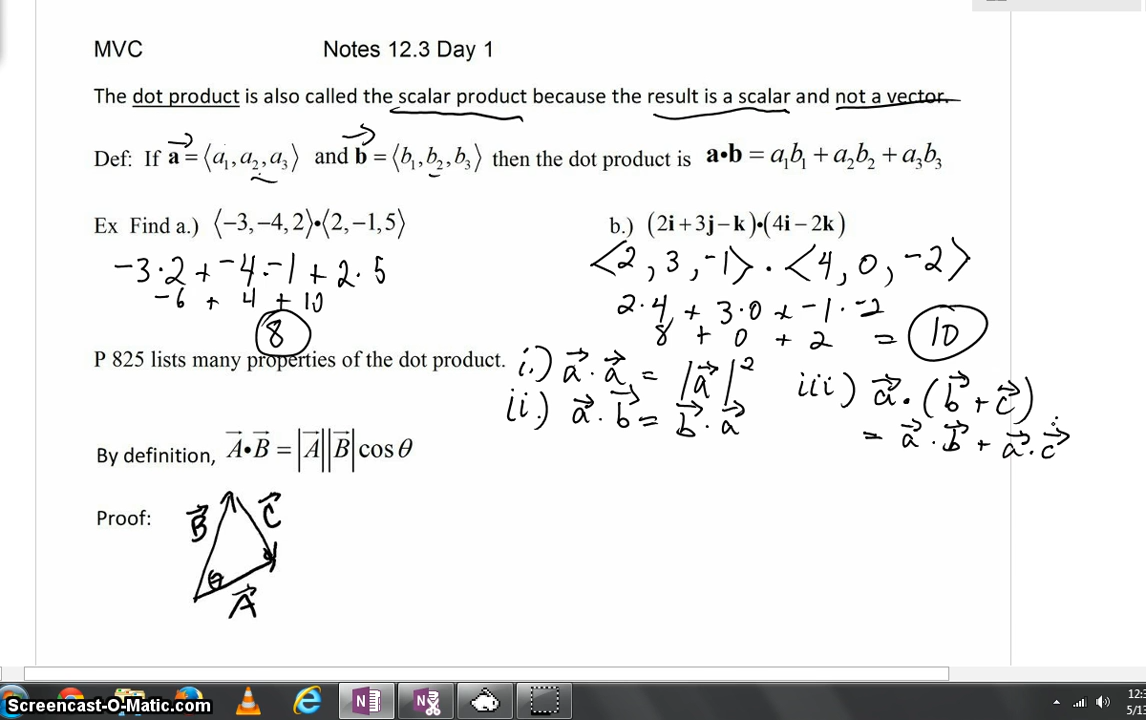 MVC Notes 12.3 Day 1
The dot product is also called the scalar product because the result is a scalar and not a vector.
Def: If a = ⟨a₁, a₂, a₃⟩ and b = ⟨b₁, b₂, b₃⟩ then the dot product is a•b = a₁b₁ + a₂b₂ + a₃b₃
Ex Find a.) ⟨−3, −4, 2⟩•⟨2, −1, 5⟩ b.) (2i + 3j − k)•(4i − 2k)
<2, 3, -1> · <4, 0, -2>
-3·2 + -4·-1 + 2·5
-6 + 4 + 10
8
2·4 + 3·0 + -1·-2
8 + 0 + 2 = 10
P 825 lists many properties of the dot product.
i.) a⃗ · a⃗ = |a⃗|²
ii.) a⃗ · b⃗ = b⃗ · a⃗
iii) a⃗ · (b⃗ + c⃗)
= a⃗ · b⃗ + a⃗ · c⃗
By definition, A⃗•B⃗ = |A⃗||B⃗| cos θ
Proof:
B⃗ C⃗
θ
A⃗
Screencast-O-Matic.com
12:
5/13